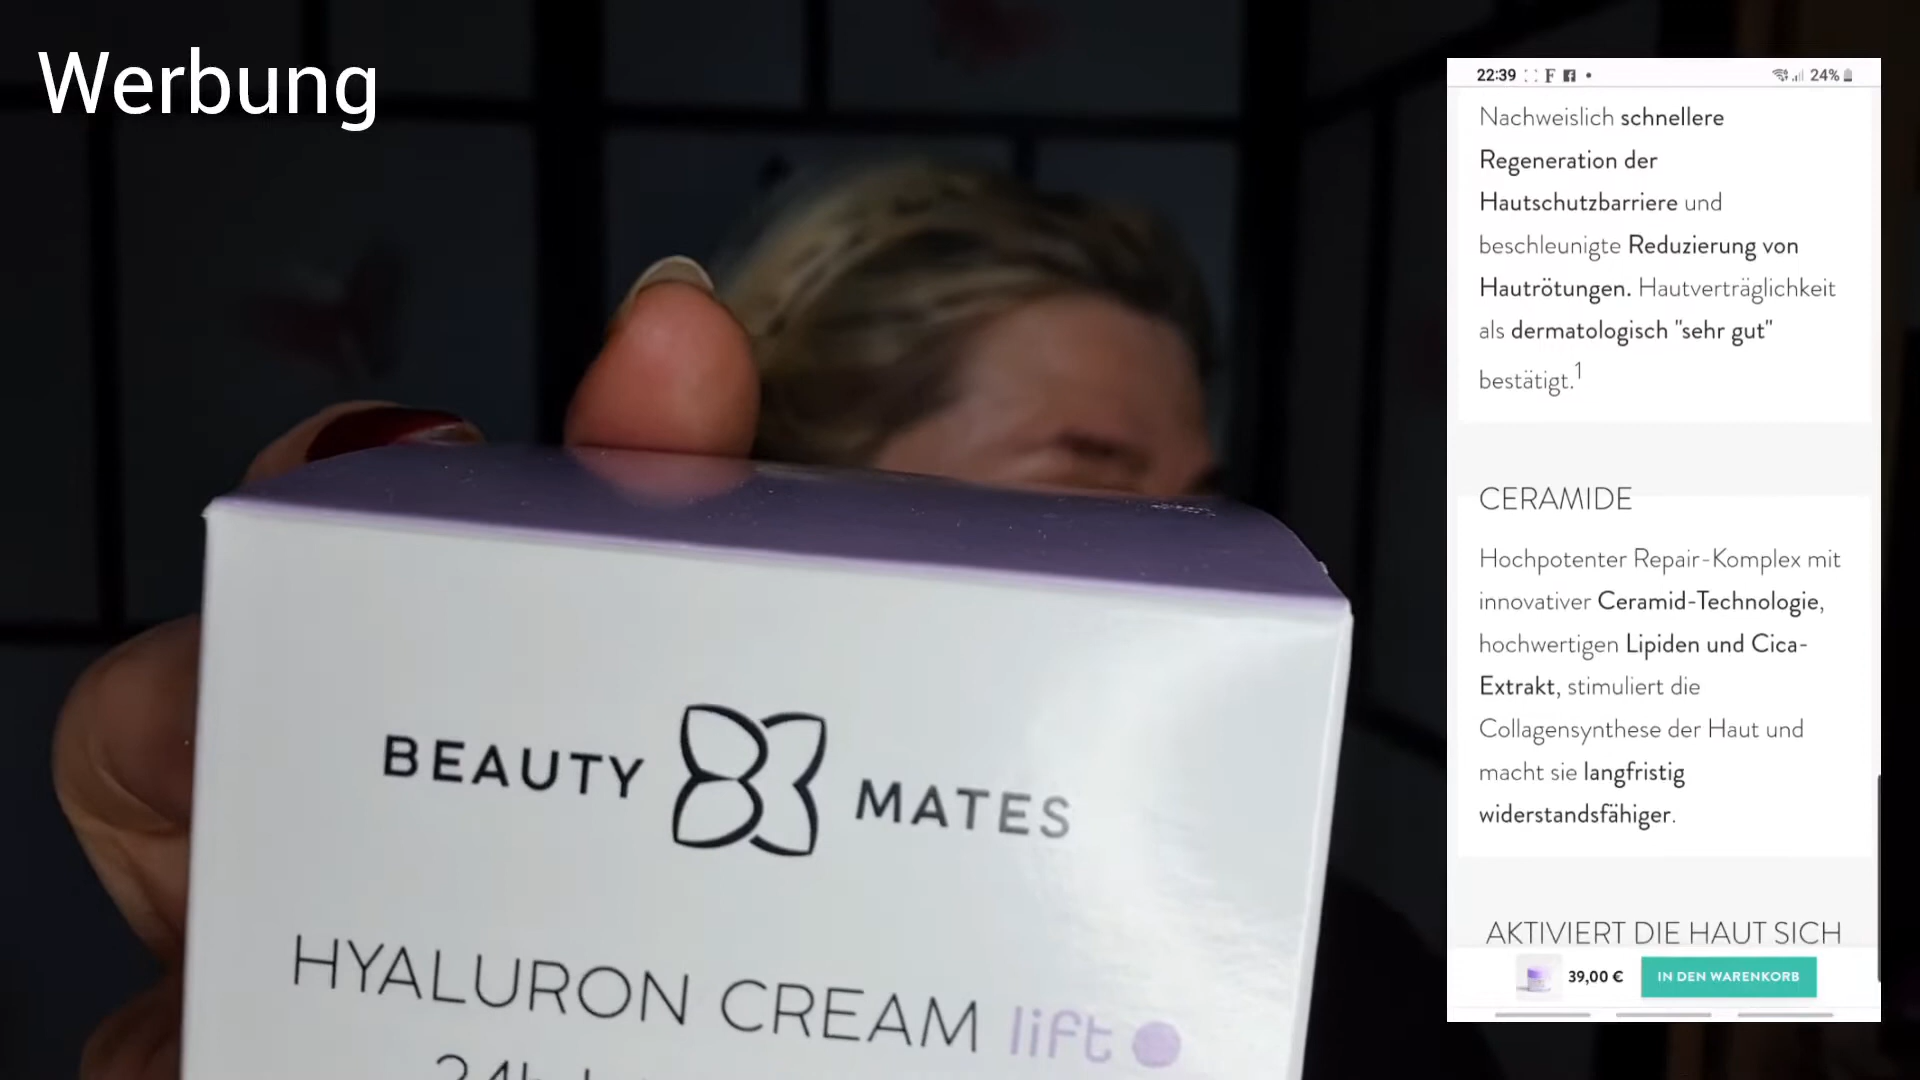 Werbung
BEAUTY MATES
HYALURON CREAM lift
22:39
24%
Nachweislich schnellere
Regeneration der
Hautschutzbarriere und
beschleunigte Reduzierung von
Hautrötungen. Hautverträglichkeit
als dermatologisch "sehr gut"
bestätigt.1
CERAMIDE
Hochpotenter Repair-Komplex mit
innovativer Ceramid-Technologie,
hochwertigen Lipiden und Cica-
Extrakt, stimuliert die
Collagensynthese der Haut und
macht sie langfristig
widerstandsfähiger.
AKTIVIERT DIE HAUT SICH
39,00 € IN DEN WARENKORB